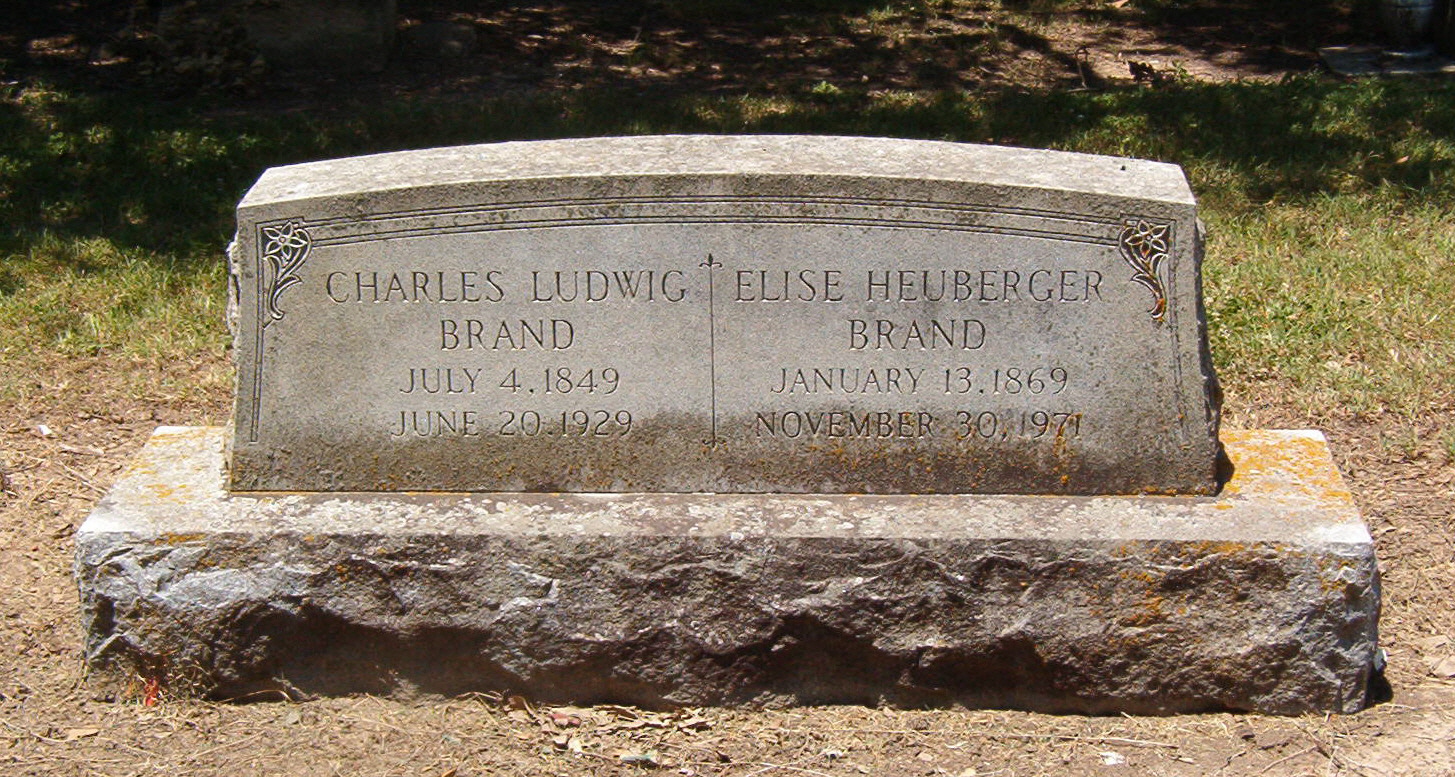 CHARLES LUDWIG
BRAND
JULY 4. 1849
JUNE 20. 1929
ELISE HEUBERGER
BRAND
JANUARY 13. 1869
NOVEMBER 30, 1971